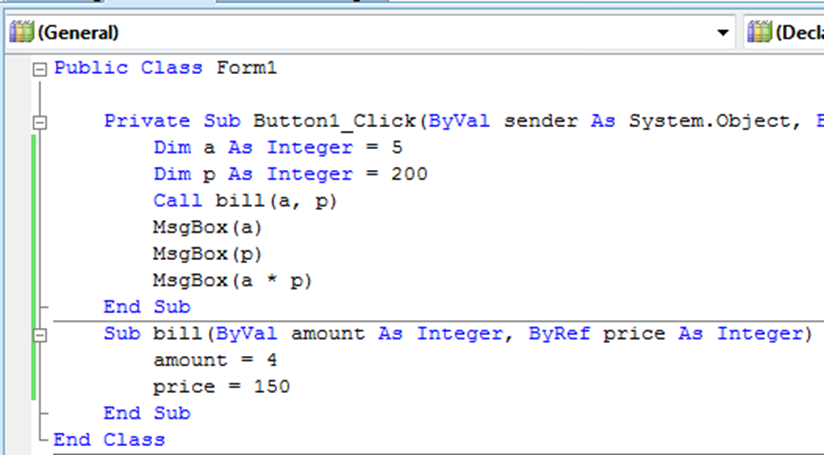 (General)
(Decla
Public Class Form1
Private Sub Button1_Click(ByVal sender As System.Object,
Dim a As Integer = 5
Dim p As Integer = 200
Call bill(a, p)
MsgBox(a)
MsgBox(p)
MsgBox(a * p)
End Sub
Sub bill(ByVal amount As Integer, ByRef price As Integer)
amount = 4
price = 150
End Sub
End Class